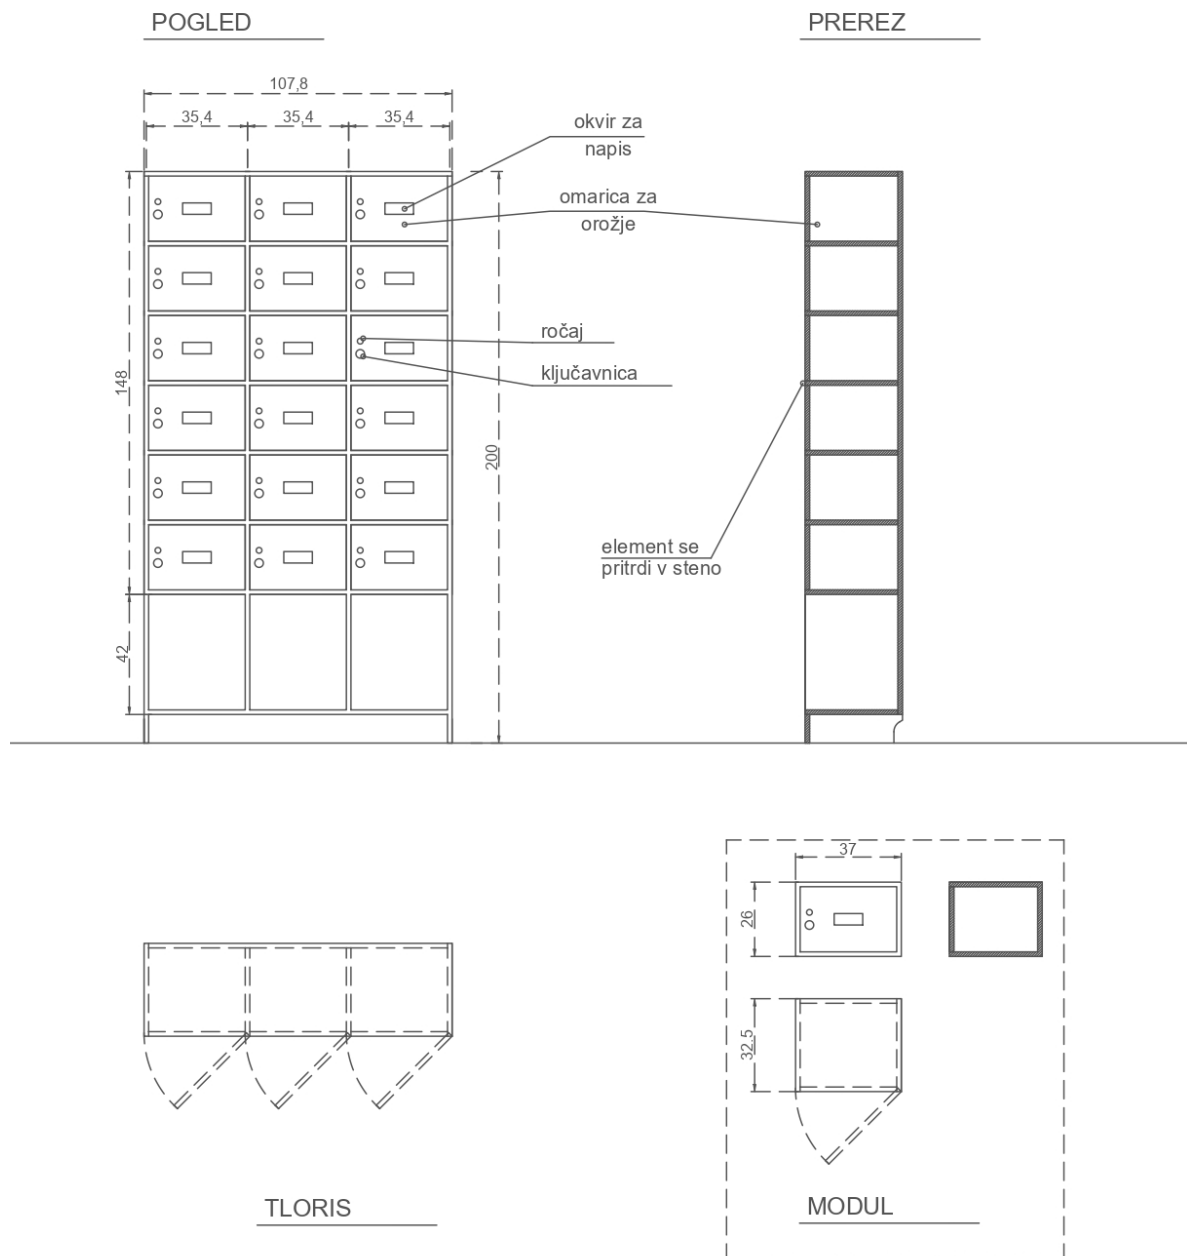 POGLED
PREREZ
107,8
35,4 35,4 35,4
okvir za
napis
omarica za
orožje
ročaj
ključavnica
148
200
element se
pritrdi v steno
42
37
26
32.5
TLORIS
MODUL